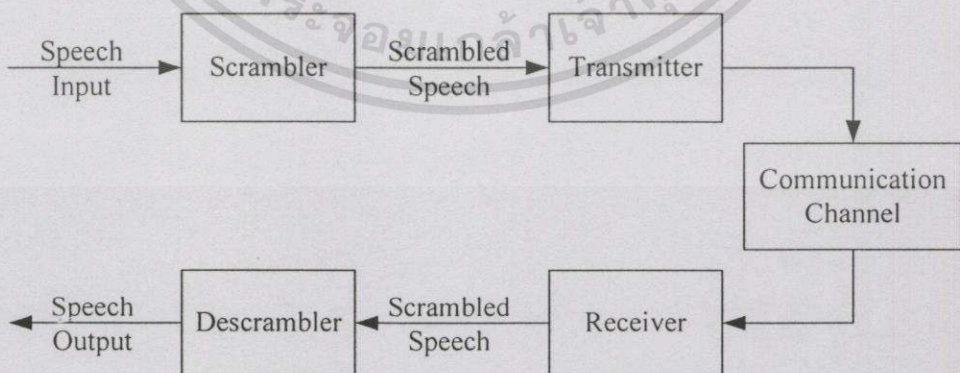 Speech
Input
Scrambler
Scrambled
Speech
Transmitter
Communication
Channel
Receiver
Scrambled
Speech
Descrambler
Speech
Output